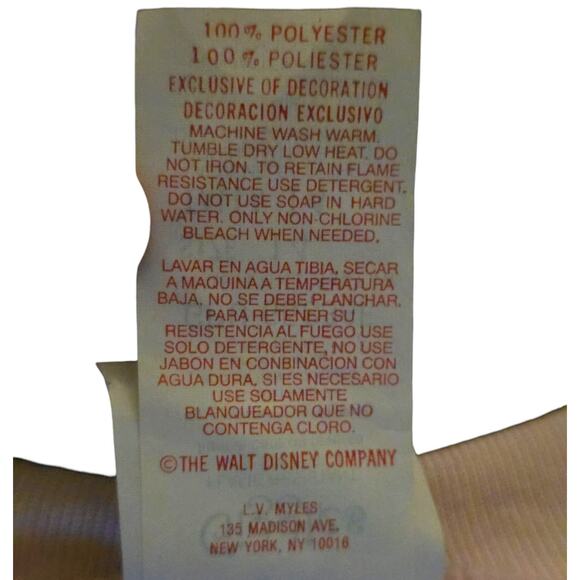 100% POLYESTER
100% POLIESTER
EXCLUSIVE OF DECORATION
DECORACION EXCLUSIVO
MACHINE WASH WARM.
TUMBLE DRY LOW HEAT. DO
NOT IRON. TO RETAIN FLAME
RESISTANCE USE DETERGENT.
DO NOT USE SOAP IN HARD
WATER. ONLY NON-CHLORINE
BLEACH WHEN NEEDED.
LAVAR EN AGUA TIBIA, SECAR
A MAQUINA A TEMPERATURA
BAJA, NO SE DEBE PLANCHAR.
PARA RETENER SU
RESISTENCIA AL FUEGO USE
SOLO DETERGENTE, NO USE
JABON EN CONBINACION CON
AGUA DURA, SI ES NECESARIO
USE SOLAMENTE
BLANQUEADOR QUE NO
CONTENGA CLORO.
©THE WALT DISNEY COMPANY
L.V. MYLES
135 MADISON AVE.
NEW YORK, NY 10016